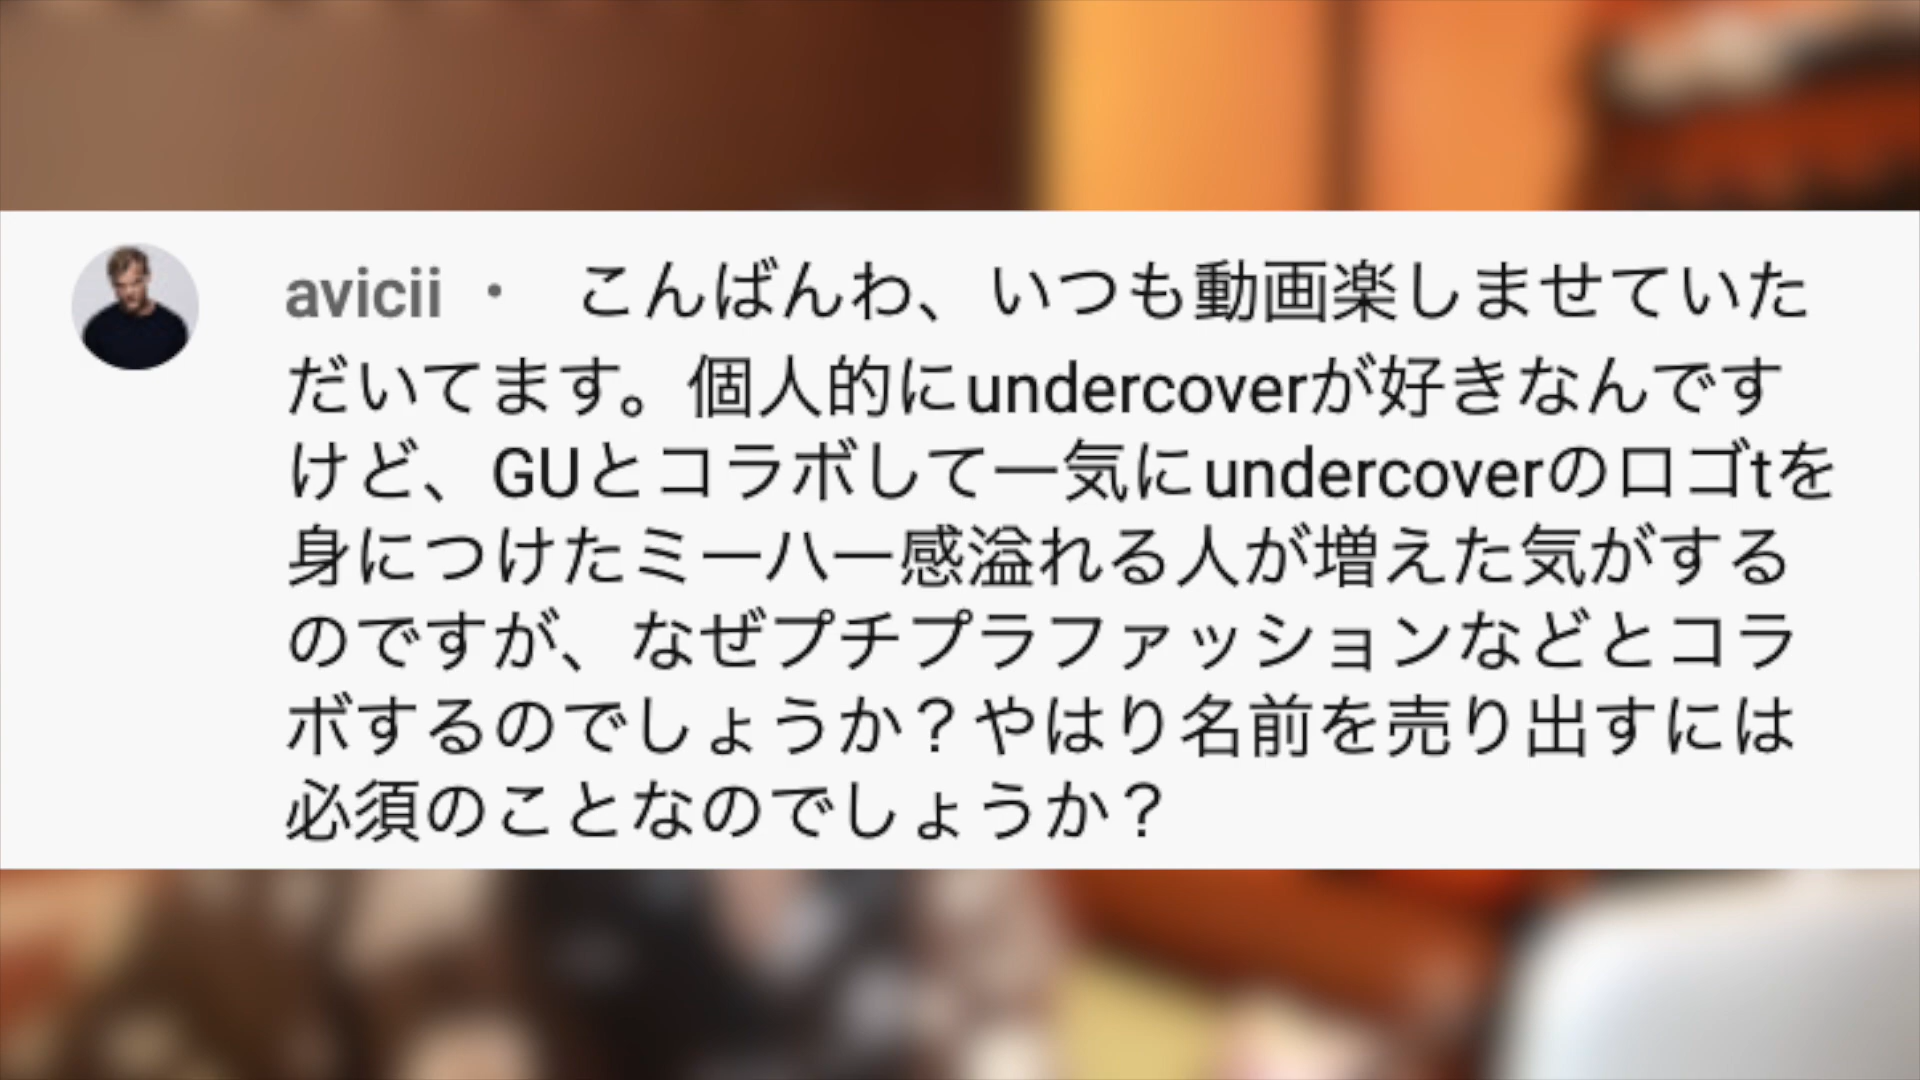 avicii ・ こんばんわ、いつも動画楽しませていた
だいてます。個人的にundercoverが好きなんです
けど、GUとコラボして一気にundercoverのロゴtを
身につけたミーハー感溢れる人が増えた気がする
のですが、なぜプチプラファッションなどとコラ
ボするのでしょうか？やはり名前を売り出すには
必須のことなのでしょうか？